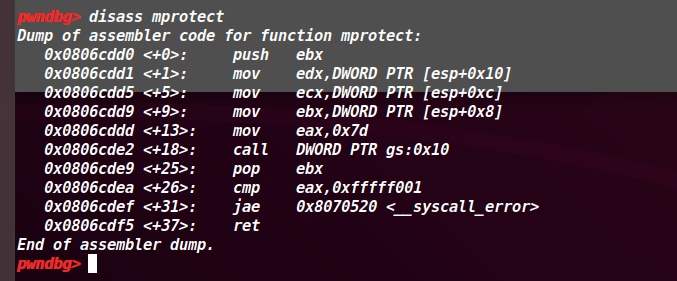 pwndbg> disass mprotect
Dump of assembler code for function mprotect:
   0x0806cdd0 <+0>:     push   ebx
   0x0806cdd1 <+1>:     mov    edx,DWORD PTR [esp+0x10]
   0x0806cdd5 <+5>:     mov    ecx,DWORD PTR [esp+0xc]
   0x0806cdd9 <+9>:     mov    ebx,DWORD PTR [esp+0x8]
   0x0806cddd <+13>:    mov    eax,0x7d
   0x0806cde2 <+18>:    call   DWORD PTR gs:0x10
   0x0806cde9 <+25>:    pop    ebx
   0x0806cdea <+26>:    cmp    eax,0xfffff001
   0x0806cdef <+31>:    jae    0x8070520 <__syscall_error>
   0x0806cdf5 <+37>:    ret
End of assembler dump.
pwndbg>